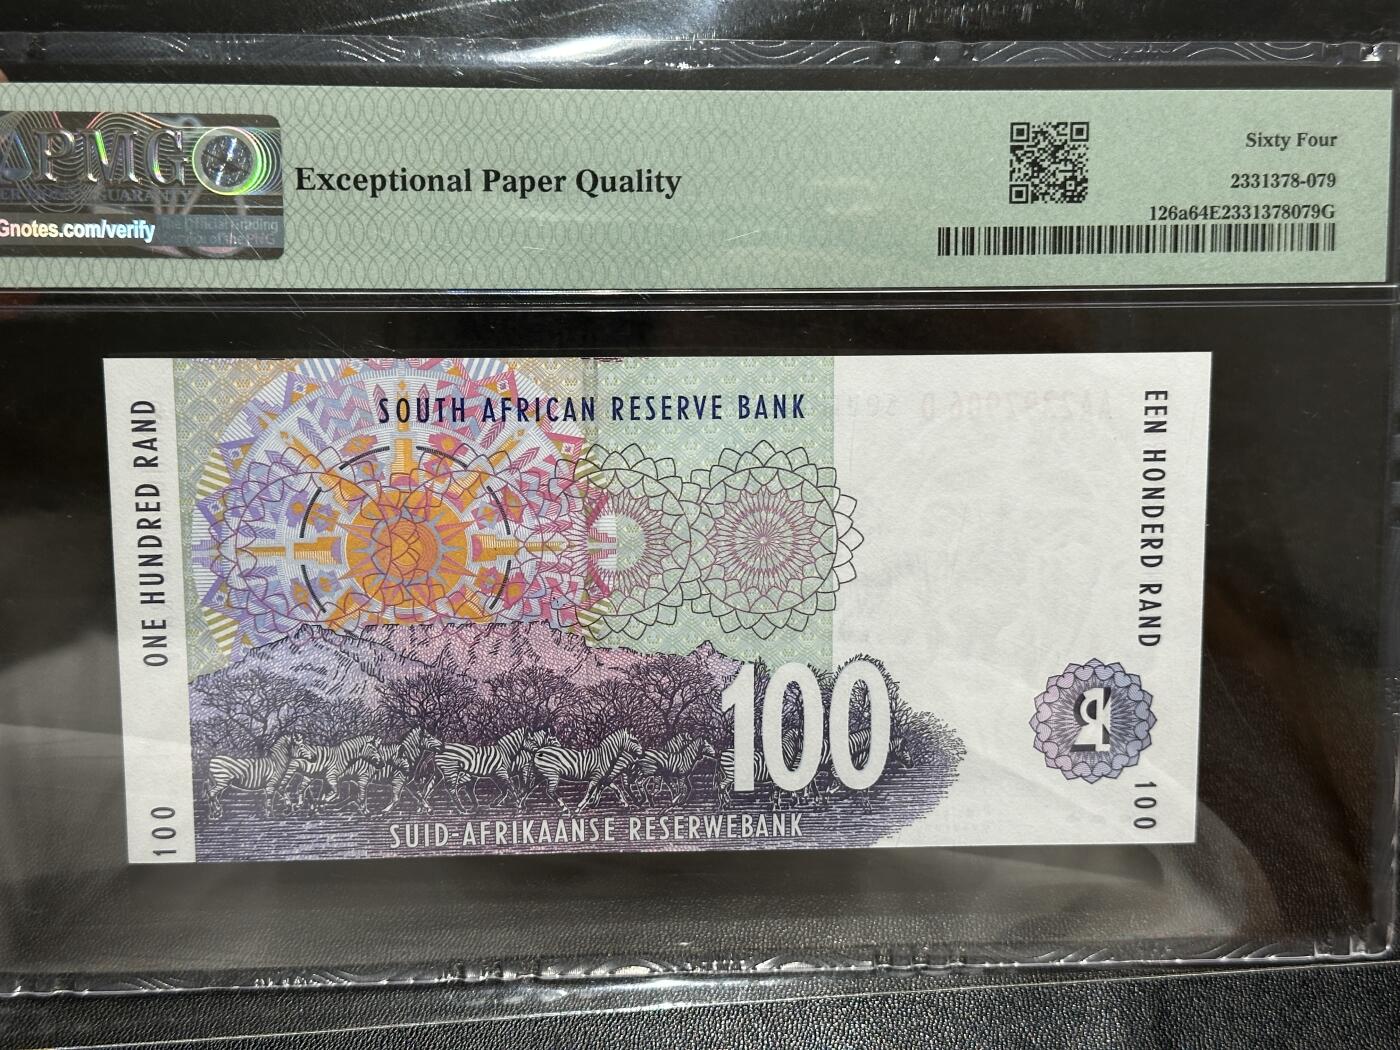 PMG
Gnotes.com/verify
Exceptional Paper Quality
Sixty Four
2331378-079
126a64E2331378079G
SOUTH AFRICAN RESERVE BANK
ONE HUNDRED RAND
100
EEN HONDERD RAND
100
100
SUID-AFRIKAANSE RESERWEBANK